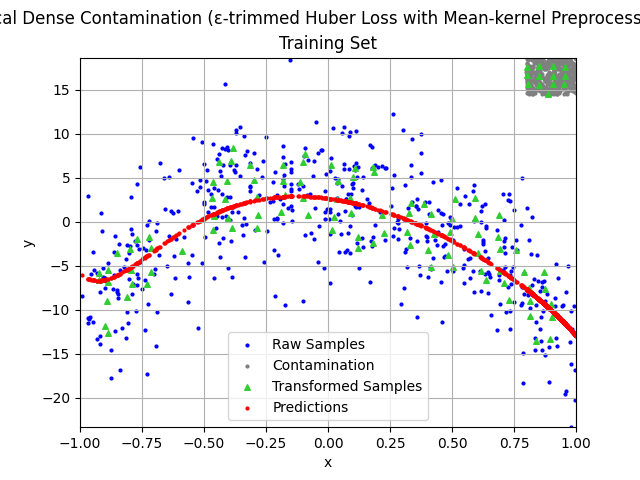 cal Dense Contamination (ε-trimmed Huber Loss with Mean-kernel Preprocess
Training Set
15
10
5
0
−5
−10
−15
−20
y
Raw Samples
Contamination
Transformed Samples
Predictions
−1.00 −0.75 −0.50 −0.25 0.00 0.25 0.50 0.75 1.00
x